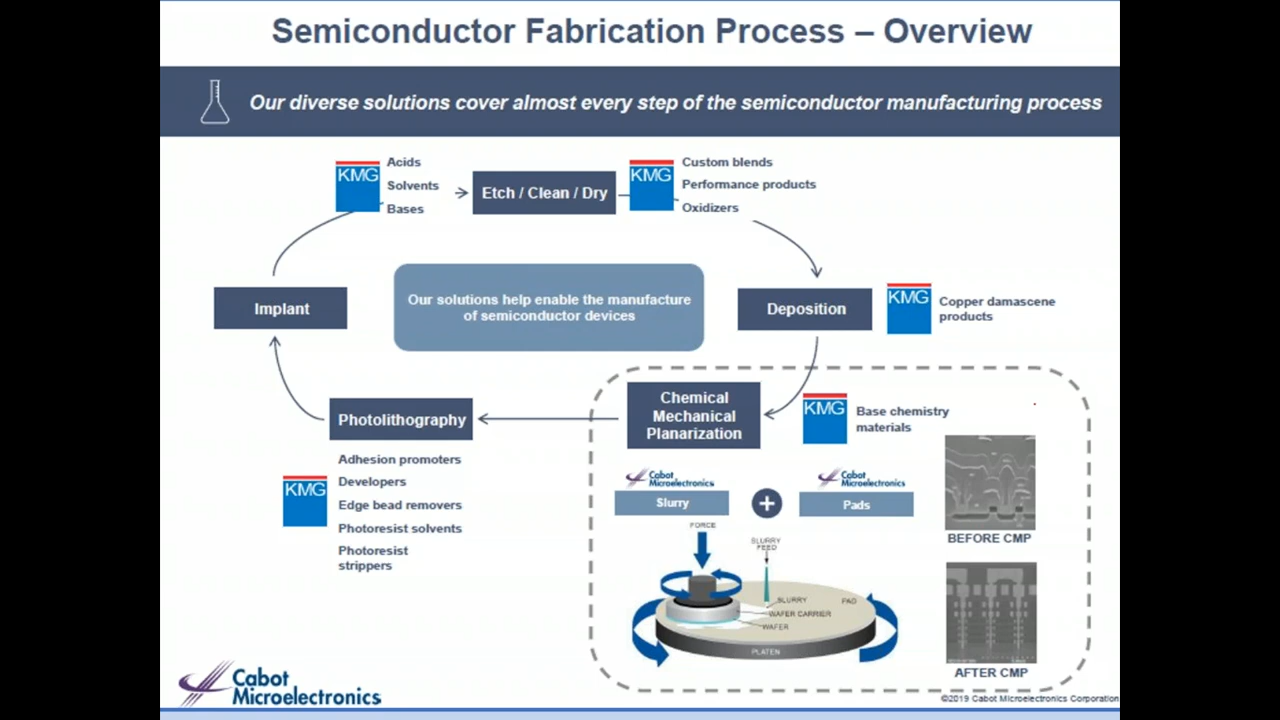 Semiconductor Fabrication Process – Overview
Our diverse solutions cover almost every step of the semiconductor manufacturing process
KMG
Acids
Solvents
Bases
Etch / Clean / Dry
KMG
Custom blends
Performance products
Oxidizers
Implant
Our solutions help enable the manufacture
of semiconductor devices
Deposition
KMG
Copper damascene
products
Photolithography
Chemical
Mechanical
Planarization
KMG
Base chemistry
materials
KMG
Adhesion promoters
Developers
Edge bead removers
Photoresist solvents
Photoresist
strippers
Cabot
Microelectronics
Slurry
+
Cabot
Microelectronics
Pads
BEFORE CMP
FORCE
SLURRY
FEED
SLURRY
PAD
WAFER CARRIER
WAFER
PLATEN
AFTER CMP
Cabot
Microelectronics
©2019 Cabot Microelectronics Corporation